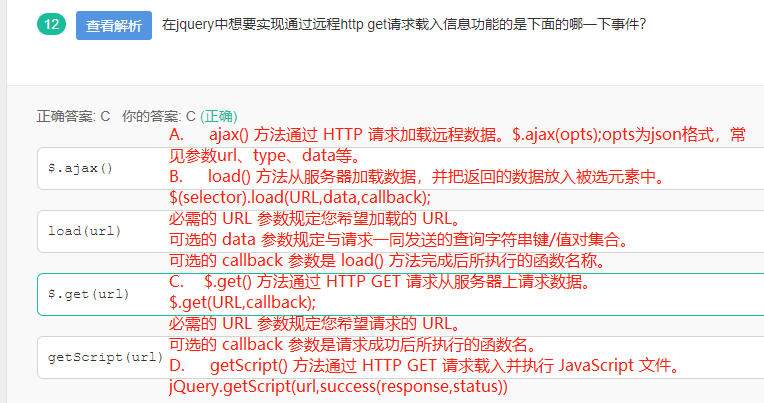 12 查看解析 在jquery中想要实现通过远程http get请求载入信息功能的是下面的哪一下事件?
正确答案: C 你的答案: C (正确)
A. ajax() 方法通过 HTTP 请求加载远程数据。$.ajax(opts);opts为json格式，常
$.ajax()
见参数url、type、data等。
B. load() 方法从服务器加载数据，并把返回的数据放入被选元素中。
$(selector).load(URL,data,callback);
必需的 URL 参数规定您希望加载的 URL。
load(url)
可选的 data 参数规定与请求一同发送的查询字符串键/值对集合。
可选的 callback 参数是 load() 方法完成后所执行的函数名称。
C. $.get() 方法通过 HTTP GET 请求从服务器上请求数据。
$.get(url)
$.get(URL,callback);
必需的 URL 参数规定您希望请求的 URL。
可选的 callback 参数是请求成功后所执行的函数名。
getScript(url)
D. getScript() 方法通过 HTTP GET 请求载入并执行 JavaScript 文件。
jQuery.getScript(url,success(response,status))